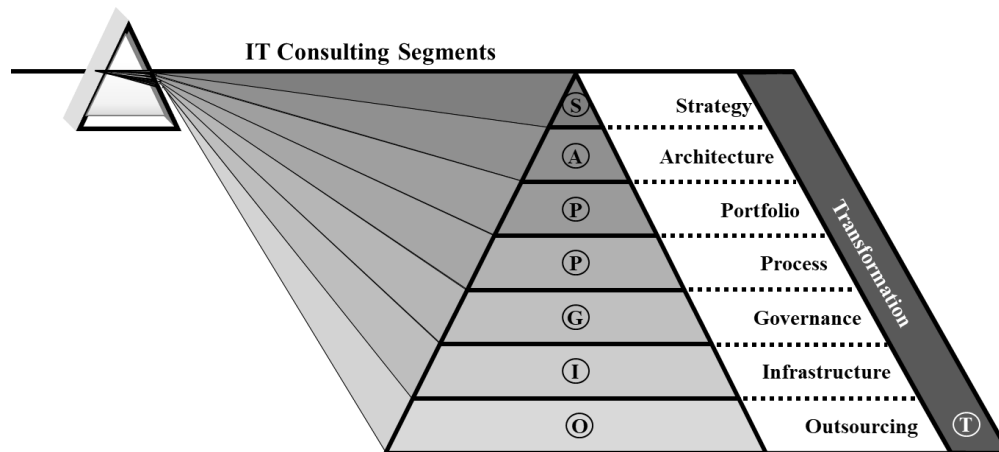 IT Consulting Segments
S Strategy
A Architecture
P Portfolio
P Process
G Governance
I Infrastructure
O Outsourcing
Transformation
T